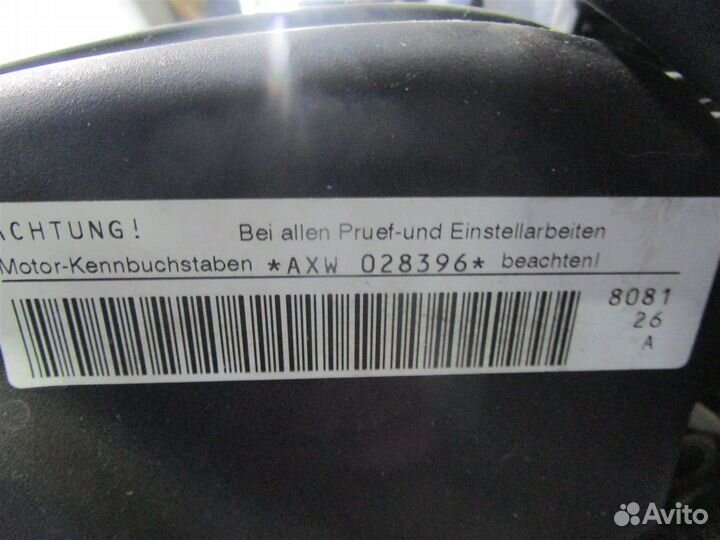 ACHTUNG! Bei allen Pruef-und Einstellarbeiten
Motor-Kennbuchstaben *AXW 028396* beachten!
8081
26
A
Avito